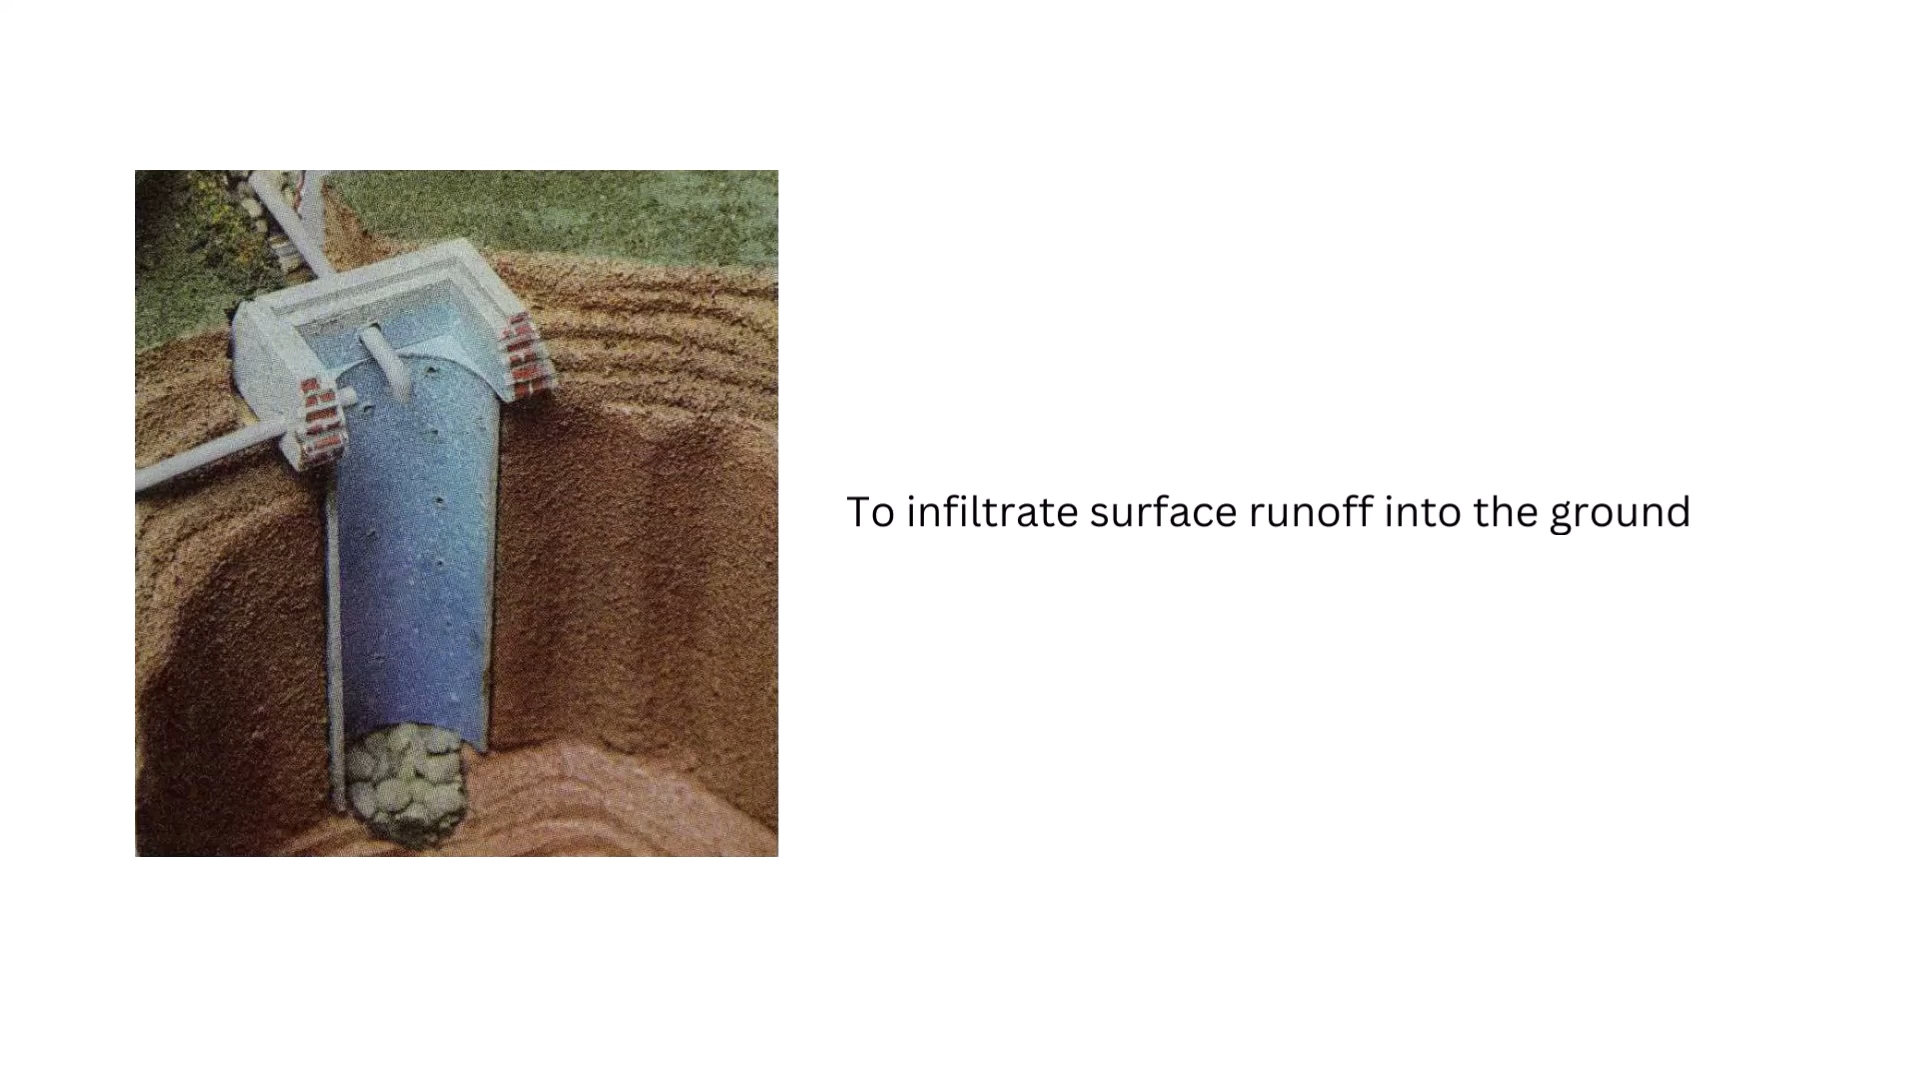 To infiltrate surface runoff into the ground